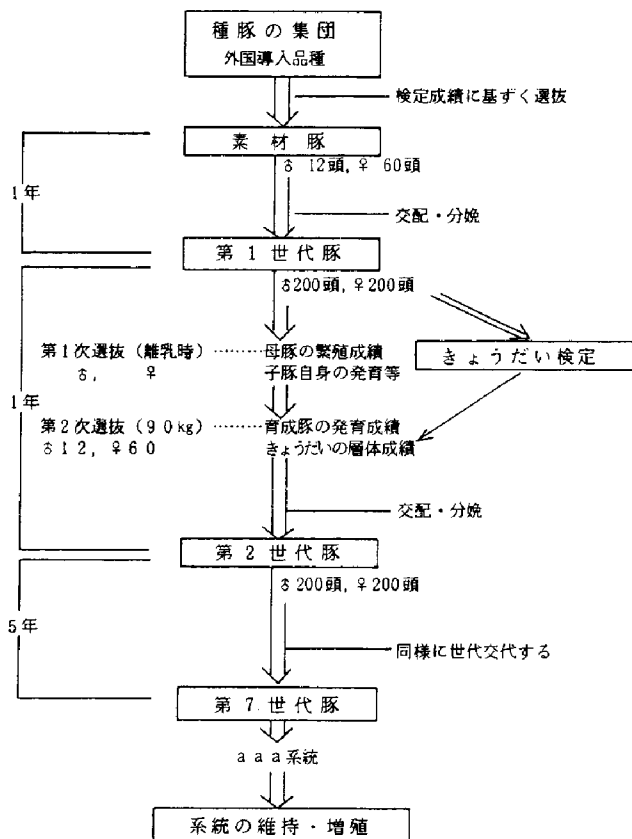 種豚の集団
外国導入品種
検定成績に基ずく選抜
素材豚
♂ 12頭,♀ 60頭
1年
交配・分娩
第1世代豚
♂200頭,♀200頭
第1次選抜(離乳時)………母豚の繁殖成績
♂, ♀ 子豚自身の発育等
きょうだい検定
1年
第2次選抜(90kg)………育成豚の発育成績
♂12,♀60 きょうだいの層体成績
交配・分娩
第2世代豚
♂200頭,♀200頭
5年
同様に世代交代する
第7世代豚
aaa系統
系統の維持・増殖